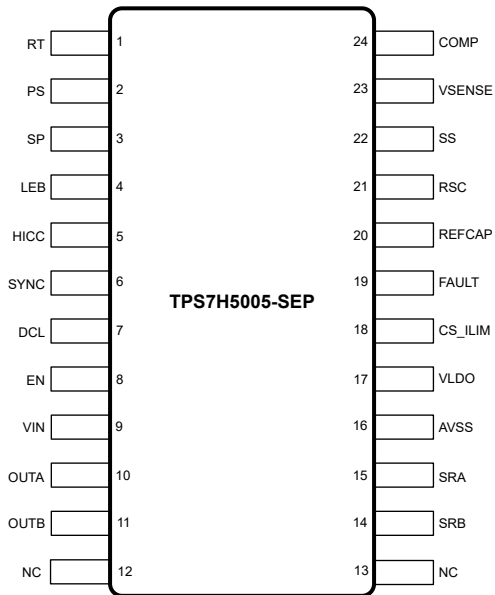 RT 1 24 COMP
PS 2 23 VSENSE
SP 3 22 SS
LEB 4 21 RSC
HICC 5 20 REFCAP
SYNC 6 19 FAULT
TPS7H5005-SEP
DCL 7 18 CS_ILIM
EN 8 17 VLDO
VIN 9 16 AVSS
OUTA 10 15 SRA
OUTB 11 14 SRB
NC 12 13 NC